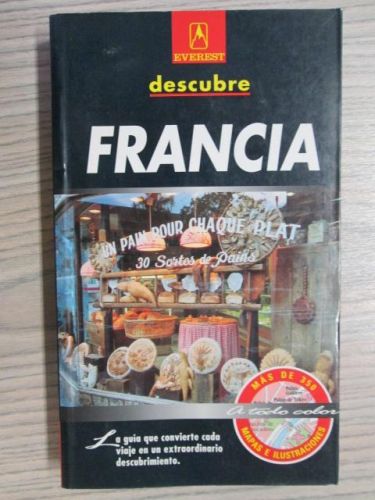 EVEREST
descubre
FRANCIA
UN PAIN POUR CHAQUE PLAT
30 Sortes de Pains
MAS DE 350
A todo color
MAPAS E ILUSTRACIONES
La guía que convierte cada
viaje en un extraordinario
descubrimiento.